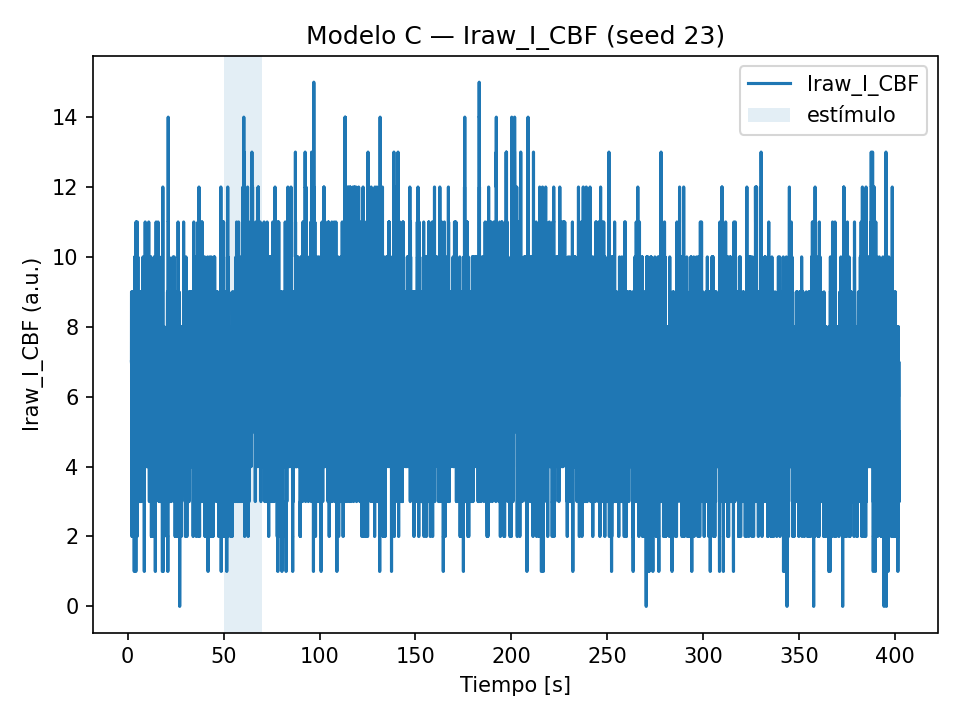 Modelo C — Iraw_I_CBF (seed 23)
Iraw_I_CBF
estímulo
Iraw_I_CBF (a.u.)
14
12
10
8
6
4
2
0
0 50 100 150 200 250 300 350 400
Tiempo [s]